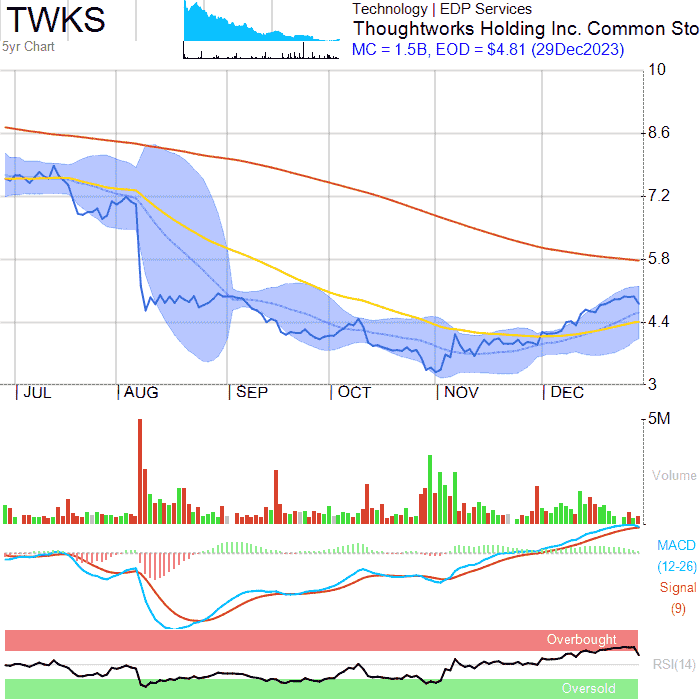 TWKS
5yr Chart
Technology | EDP Services
Thoughtworks Holding Inc. Common Sto
MC = 1.5B, EOD = $4.81 (29Dec2023)
10
8.6
7.2
5.8
4.4
3
JUL AUG SEP OCT NOV DEC
5M
Volume
MACD
(12-26)
Signal
(9)
Overbought
RSI(14)
Oversold